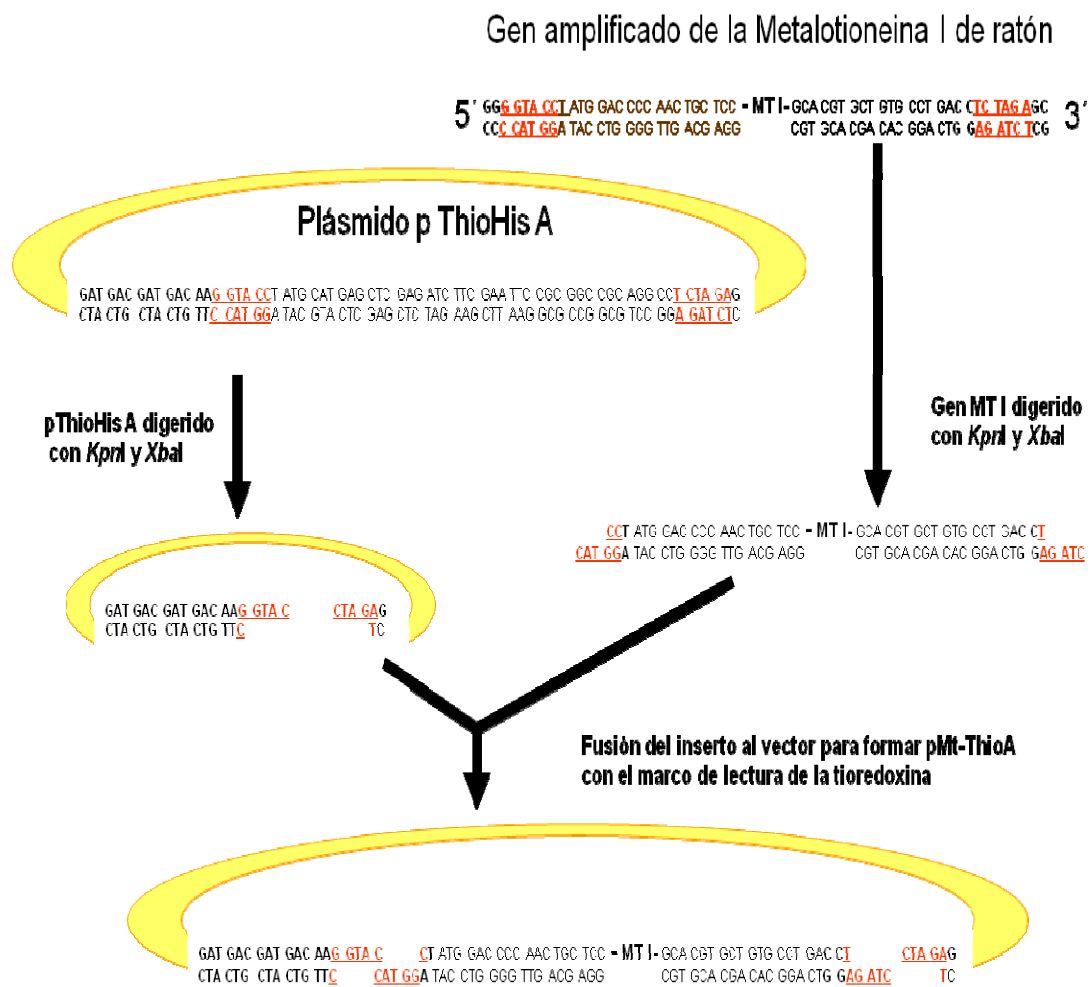 Gen amplificado de la Metalotioneina I de ratón
5´ GGG GTA CCT ATG GAC CCC AAC TGC TCC - MT I- GCA CGT GCT GTG CCT GAC CTC TAG AGC 3´
CCC CAT GGA TAC CTG GGG TTG ACG AGG CGT GCA CGA CAC GGA CTG GAG ATC TCG
Plásmido p ThioHis A
GAT GAC GAT GAC AAG GTA CCT ATG CAT GAG CTC GAG ATC TTC GAA TTC CGC GGC CGC AGG CCT CTA GAG
CTA CTG CTA CTG TTC CAT GGA TAC GTA CTC GAG CTC TAG AAG CTT AAG GCG CCG GCG TCC GGA GAT CTC
pThioHis A digerido
con KpnI y XbaI
Gen MT I digerido
con KpnI y XbaI
CCT ATG GAC CCC AAC TGC TCC - MT I- GCA CGT GCT GTG CCT GAC CT
CAT GGA TAC CTG GGG TTG ACG AGG CGT GCA CGA CAC GGA CTG GAG ATC
GAT GAC GAT GAC AAG GTA C CTA GAG
CTA CTG CTA CTG TTC TC
Fusión del inserto al vector para formar pMt-ThioA
con el marco de lectura de la tioredoxina
GAT GAC GAT GAC AAG GTA C CT ATG GAC CCC AAC TGC TGC - MT I- GCA CGT GCT GTG CCT GAC CT CTA GAG
CTA CTG CTA CTG TTC CAT GGA TAC CTG GGG TTG ACG AGG CGT GCA CGA CAC GGA CTG GAG ATC TC